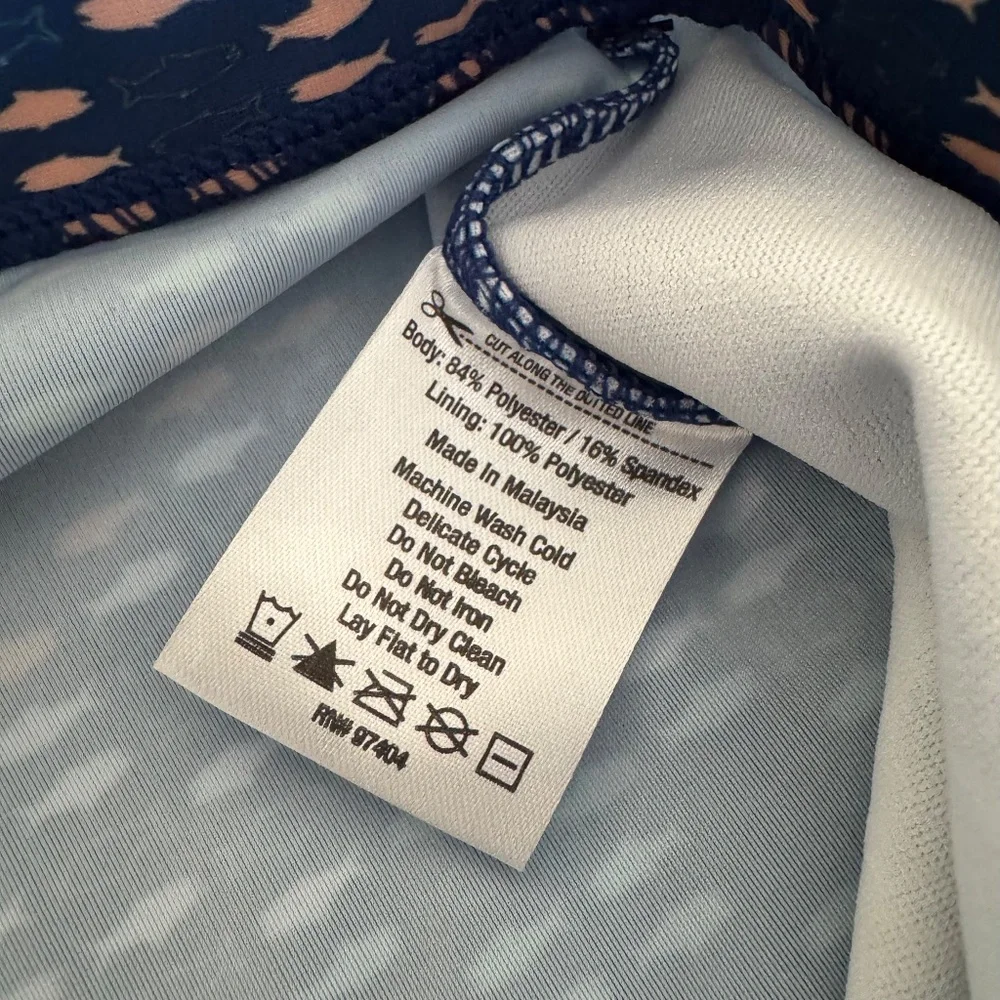 CUT ALONG THE DOTTED LINE
Body: 84% Polyester / 16% Spandex
Lining: 100% Polyester
Made In Malaysia
Machine Wash Cold
Delicate Cycle
Do Not Bleach
Do Not Iron
Do Not Dry Clean
Lay Flat to Dry
RN# 97404